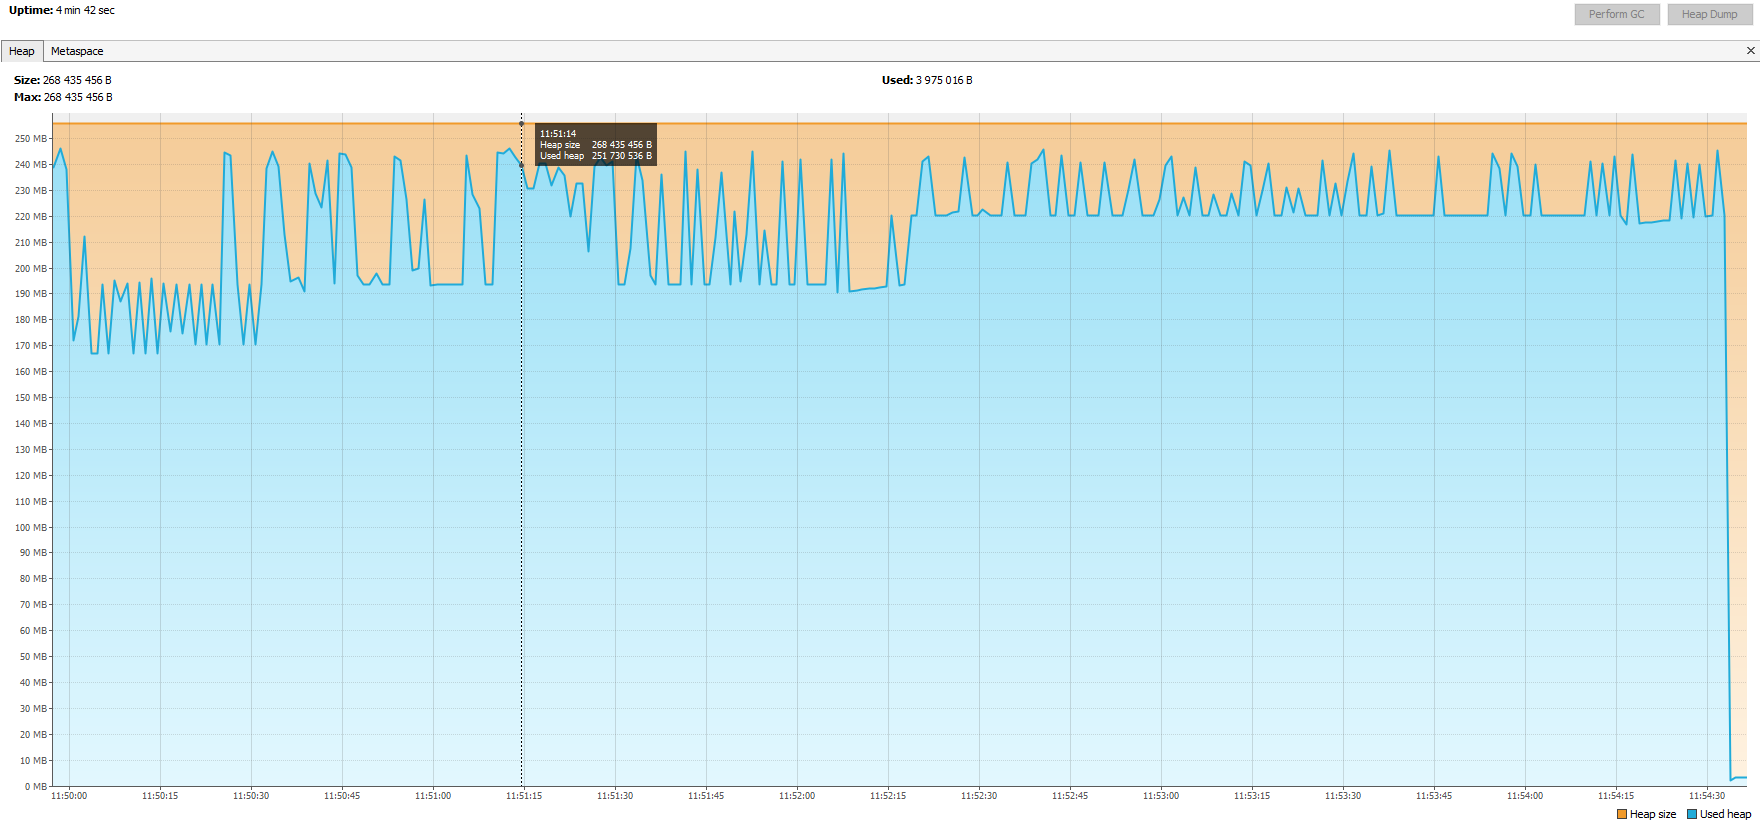 Uptime: 4 min 42 sec
Perform GC
Heap Dump
Heap
Metaspace
×
Size: 268 435 456 B
Used: 3 975 016 B
Max: 268 435 456 B
250 MB
240 MB
230 MB
220 MB
210 MB
200 MB
190 MB
180 MB
170 MB
160 MB
150 MB
140 MB
130 MB
120 MB
110 MB
100 MB
90 MB
80 MB
70 MB
60 MB
50 MB
40 MB
30 MB
20 MB
10 MB
0 MB
11:51:14
Heap size 268 435 456 B
Used heap 251 730 536 B
11:50:00 11:50:15 11:50:30 11:50:45 11:51:00 11:51:15 11:51:30 11:51:45 11:52:00 11:52:15 11:52:30 11:52:45 11:53:00 11:53:15 11:53:30 11:53:45 11:54:00 11:54:15 11:54:30
Heap size Used heap